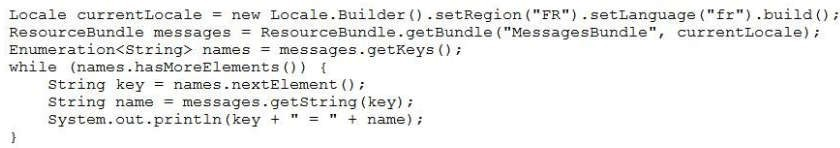 Locale currentLocale = new Locale.Builder().setRegion("FR").setLanguage("fr").build();
ResourceBundle messages = ResourceBundle.getBundle("MessagesBundle", currentLocale);
Enumeration<String> names = messages.getKeys();
while (names.hasMoreElements()) {
    String key = names.nextElement();
    String name = messages.getString(key);
    System.out.println(key + " = " + name);
}